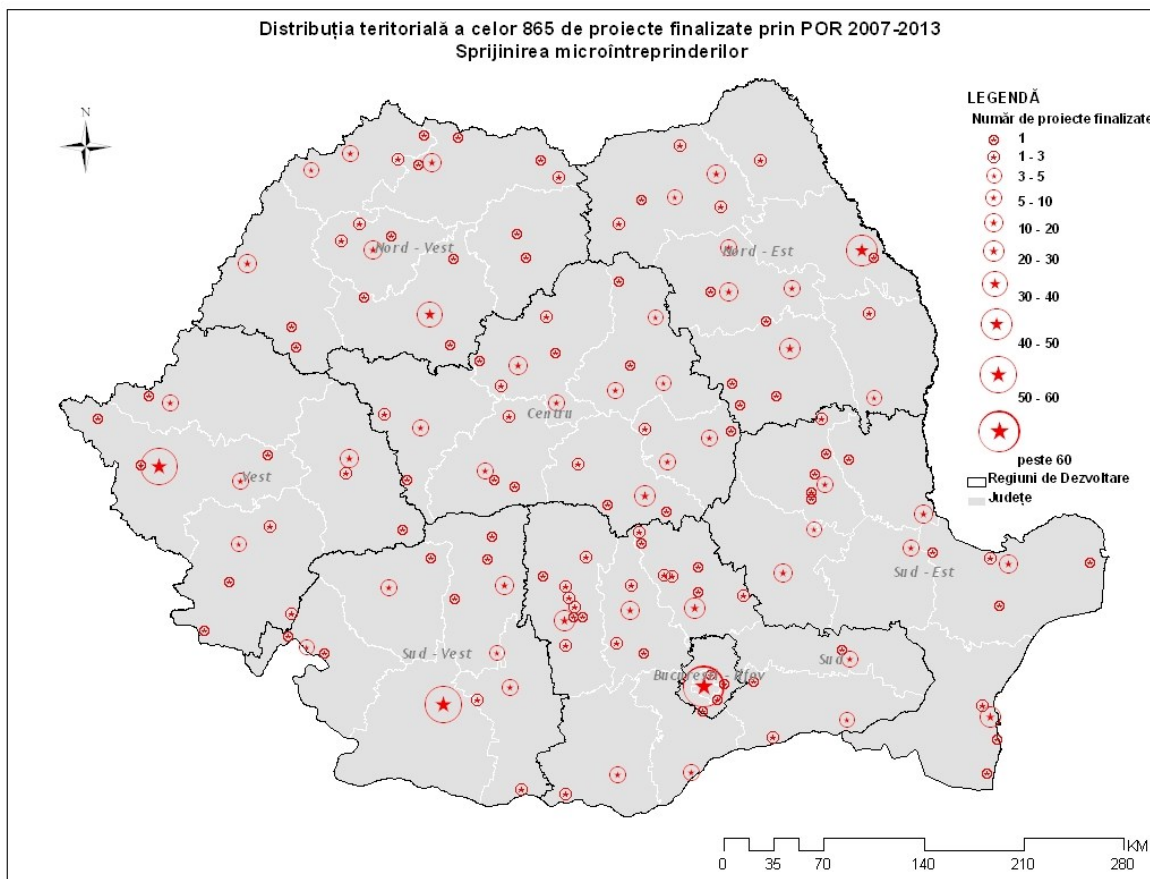 Distribuția teritorială a celor 865 de proiecte finalizate prin POR 2007-2013
Sprijinirea microîntreprinderilor
N
LEGENDĂ
Număr de proiecte finalizate
1
1 - 3
3 - 5
5 - 10
10 - 20
20 - 30
30 - 40
40 - 50
50 - 60
peste 60
Regiuni de Dezvoltare
Județe
Nord - Vest
Nord - Est
Centru
Vest
Sud - Est
Sud - Vest
Sud
București - Ilfov
KM
0 35 70 140 210 280